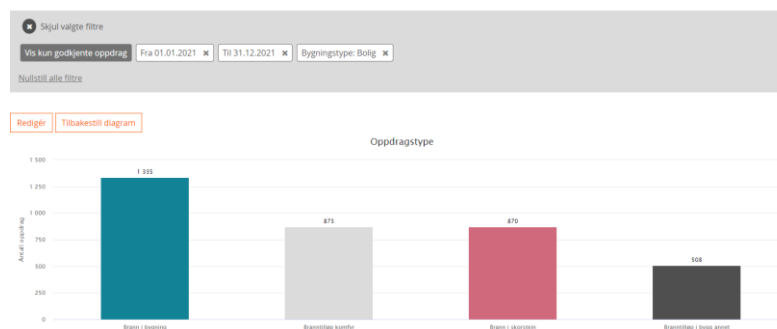 Skjul valgte filtre
Vis kun godkjente oppdrag Fra 01.01.2021 ✖ Til 31.12.2021 ✖ Bygningstype: Bolig ✖
Nullstill alle filtre
Redigér Tilbakestill diagram
Oppdragstype
1 500
1 335
1 250
1 000
875 870
750
508
500
250
0
Antall oppdrag
Brann i bygning Branntilløp komfyr Brann i skorstein Branntilløp i bygg annet